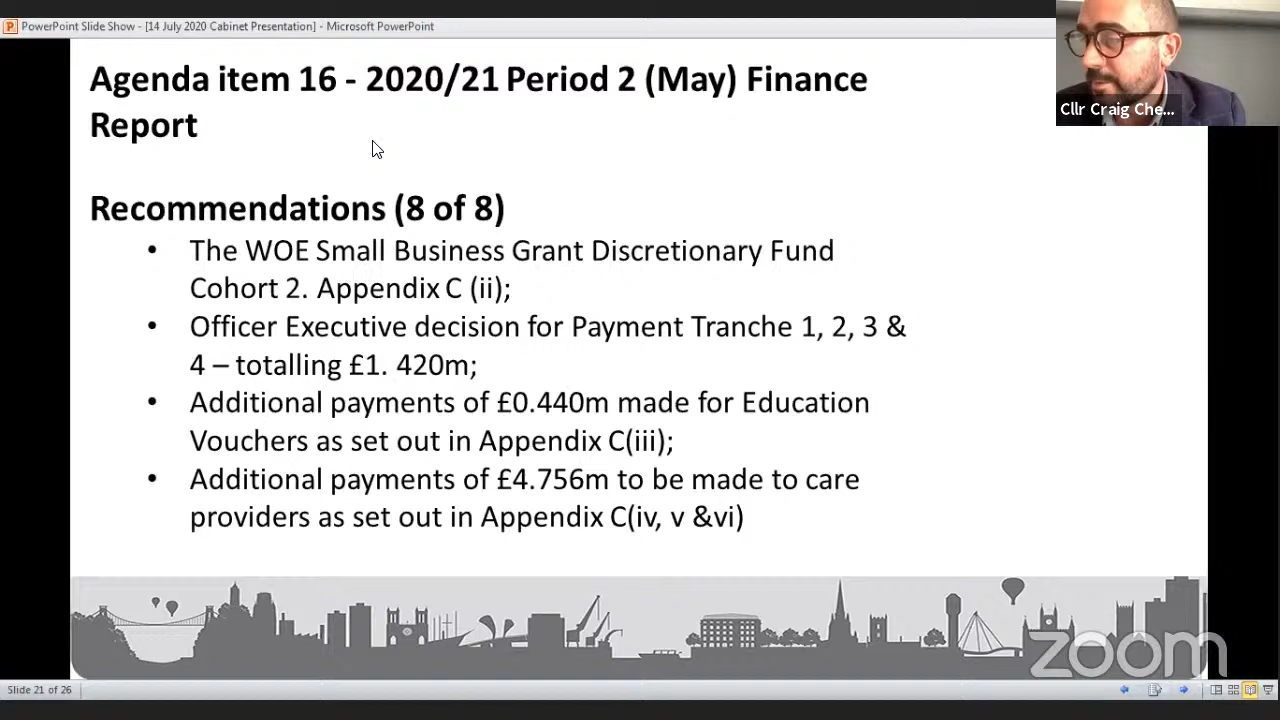 PowerPoint Slide Show - [14 July 2020 Cabinet Presentation] - Microsoft PowerPoint
Agenda item 16 - 2020/21 Period 2 (May) Finance
Report
Cllr Craig Che...
Recommendations (8 of 8)
• The WOE Small Business Grant Discretionary Fund
Cohort 2. Appendix C (ii);
• Officer Executive decision for Payment Tranche 1, 2, 3 &
4 – totalling £1. 420m;
• Additional payments of £0.440m made for Education
Vouchers as set out in Appendix C(iii);
• Additional payments of £4.756m to be made to care
providers as set out in Appendix C(iv, v &vi)
zoom
Slide 21 of 26